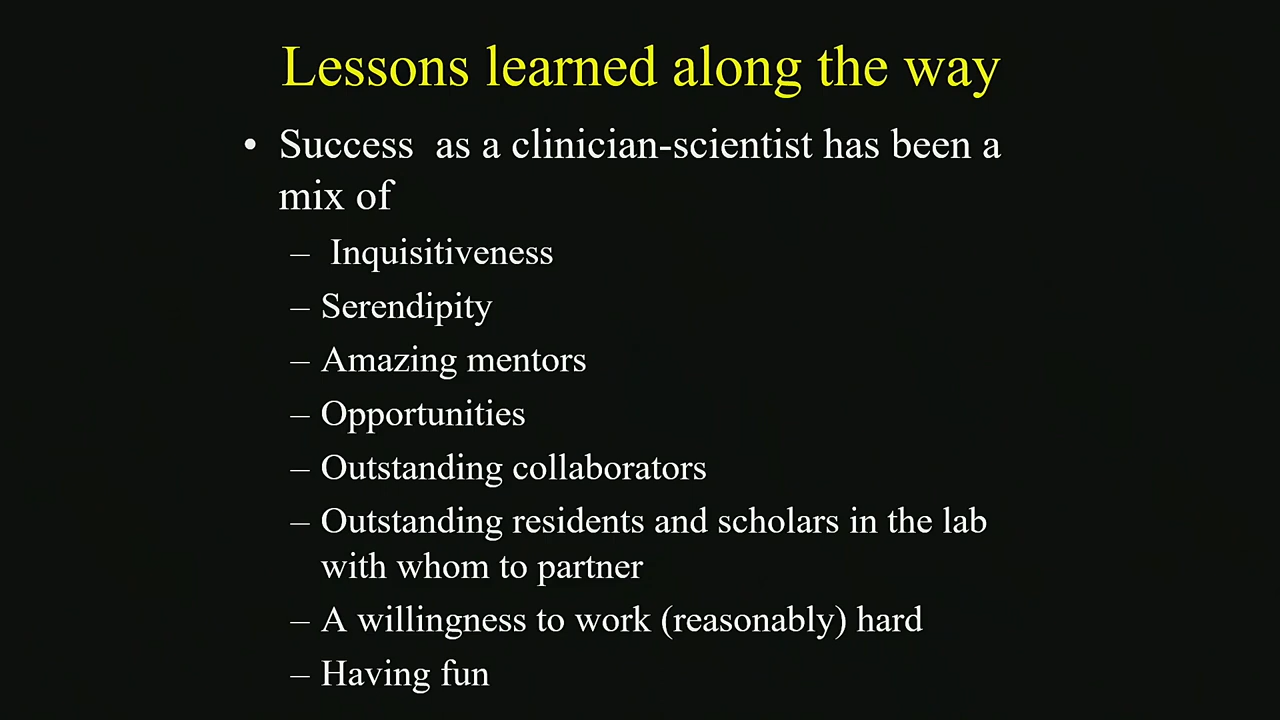 Lessons learned along the way
• Success  as a clinician-scientist has been a
mix of
–  Inquisitiveness
– Serendipity
– Amazing mentors
– Opportunities
– Outstanding collaborators
– Outstanding residents and scholars in the lab
with whom to partner
– A willingness to work (reasonably) hard
– Having fun